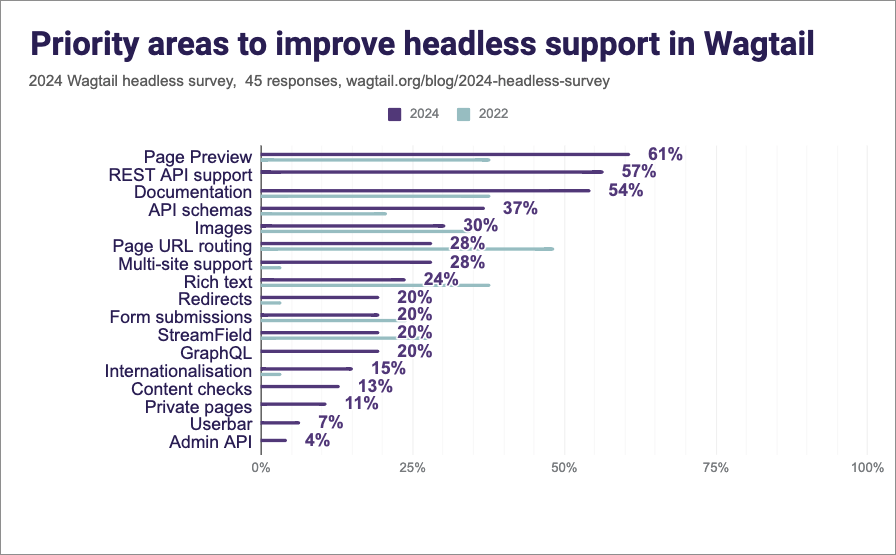 Priority areas to improve headless support in Wagtail
2024 Wagtail headless survey, 45 responses, wagtail.org/blog/2024-headless-survey
2024 2022
Page Preview 61%
REST API support 57%
Documentation 54%
API schemas 37%
Images 30%
Page URL routing 28%
Multi-site support 28%
Rich text 24%
Redirects 20%
Form submissions 20%
StreamField 20%
GraphQL 20%
Internationalisation 15%
Content checks 13%
Private pages 11%
Userbar 7%
Admin API 4%
0% 25% 50% 75% 100%